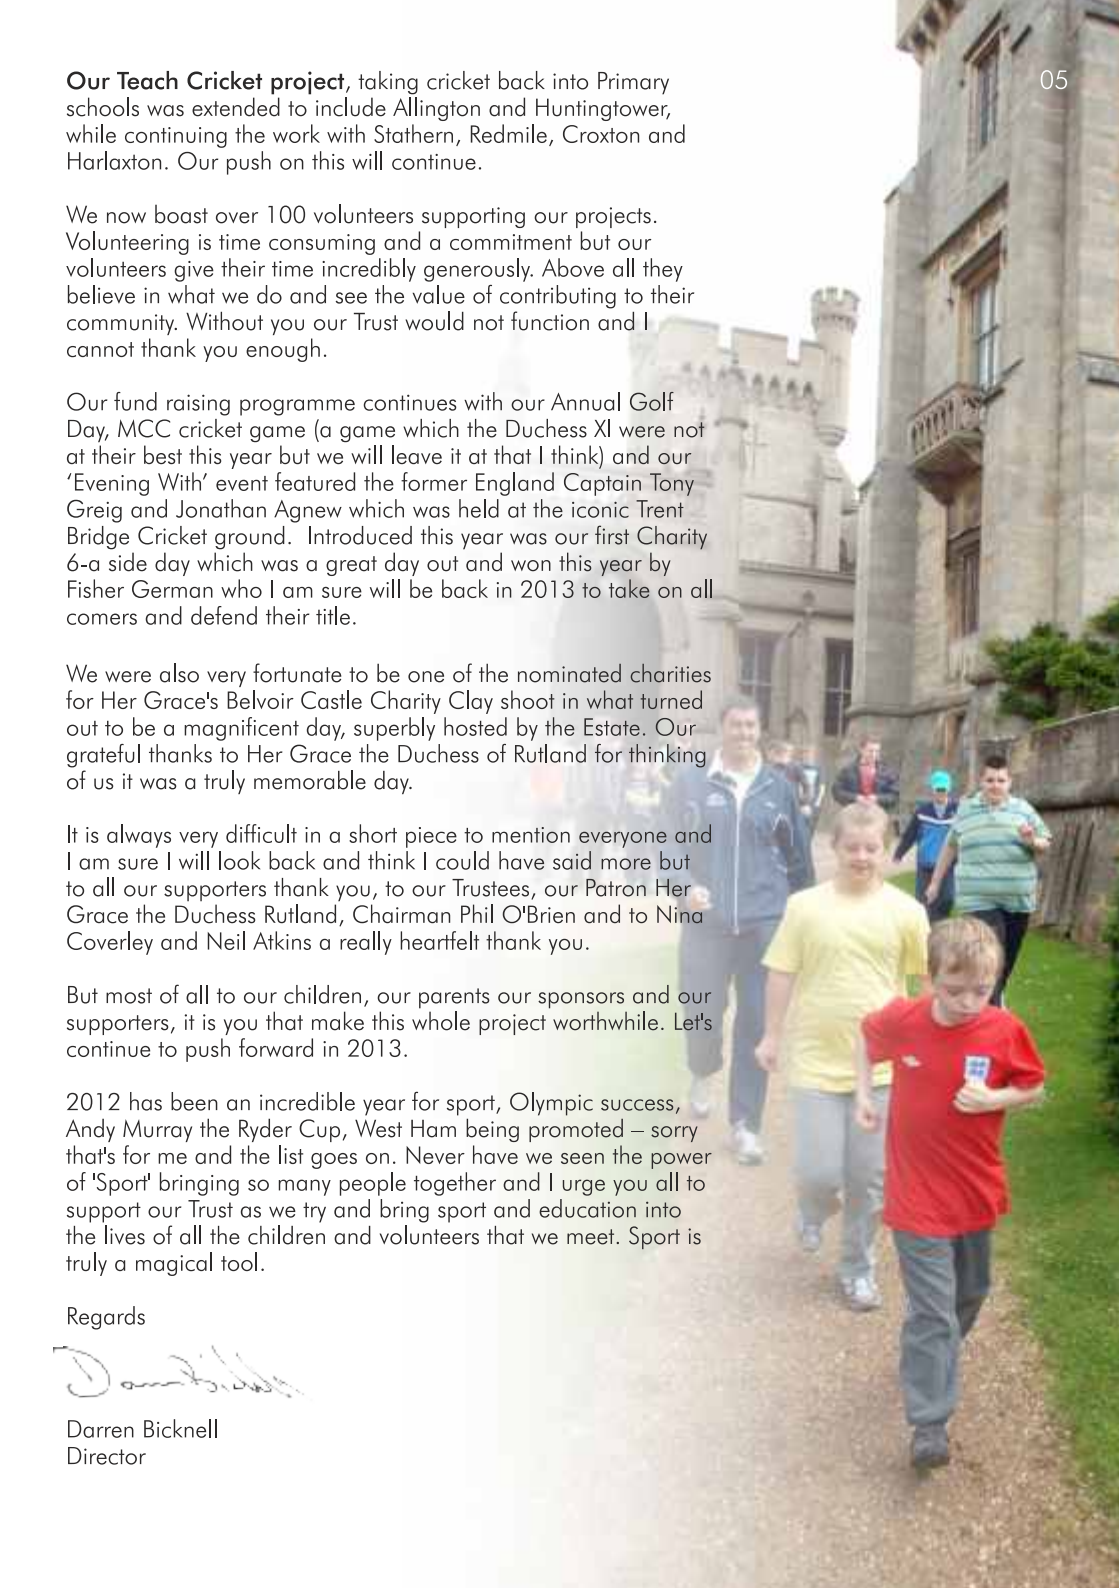 05
Our Teach Cricket project, taking cricket back into Primary
schools was extended to include Allington and Huntingtower,
while continuing the work with Stathern, Redmile, Croxton and
Harlaxton. Our push on this will continue.
We now boast over 100 volunteers supporting our projects.
Volunteering is time consuming and a commitment but our
volunteers give their time incredibly generously. Above all they
believe in what we do and see the value of contributing to their
community. Without you our Trust would not function and I
cannot thank you enough.
Our fund raising programme continues with our Annual Golf
Day, MCC cricket game (a game which the Duchess Xl were not
at their best this year but we will leave it at that I think) and our
‘Evening With’ event featured the former England Captain Tony
Greig and Jonathan Agnew which was held at the iconic Trent
Bridge Cricket ground.  Introduced this year was our first Charity
6-a side day which was a great day out and won this year by
Fisher German who I am sure will be back in 2013 to take on all
comers and defend their title.
We were also very fortunate to be one of the nominated charities
for Her Grace's Belvoir Castle Charity Clay shoot in what turned
out to be a magnificent day, superbly hosted by the Estate. Our
grateful thanks to Her Grace the Duchess of Rutland for thinking
of us it was a truly memorable day.
It is always very difficult in a short piece to mention everyone and
I am sure I will look back and think I could have said more but
to all our supporters thank you, to our Trustees, our Patron Her
Grace the Duchess Rutland, Chairman Phil O'Brien and to Nina
Coverley and Neil Atkins a really heartfelt thank you.
But most of all to our children, our parents our sponsors and our
supporters, it is you that make this whole project worthwhile. Let's
continue to push forward in 2013.
2012 has been an incredible year for sport, Olympic success,
Andy Murray the Ryder Cup, West Ham being promoted – sorry
that's for me and the list goes on. Never have we seen the power
of 'Sport' bringing so many people together and I urge you all to
support our Trust as we try and bring sport and education into
the lives of all the children and volunteers that we meet. Sport is
truly a magical tool.
Regards
Darren Bicknell
Director